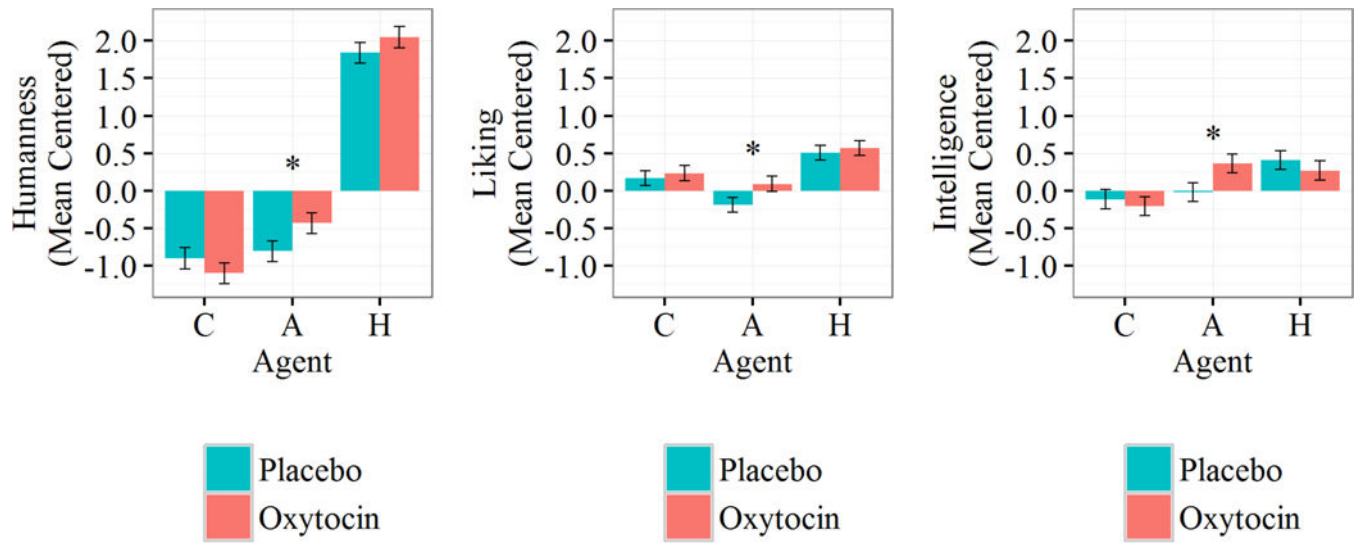 Humanness
(Mean Centered)
2.0
1.5
1.0
0.5
0.0
-0.5
-1.0
*
C A H
Agent
Placebo
Oxytocin
Liking
(Mean Centered)
2.0
1.5
1.0
0.5
0.0
-0.5
-1.0
*
C A H
Agent
Placebo
Oxytocin
Intelligence
(Mean Centered)
2.0
1.5
1.0
0.5
0.0
-0.5
-1.0
*
C A H
Agent
Placebo
Oxytocin